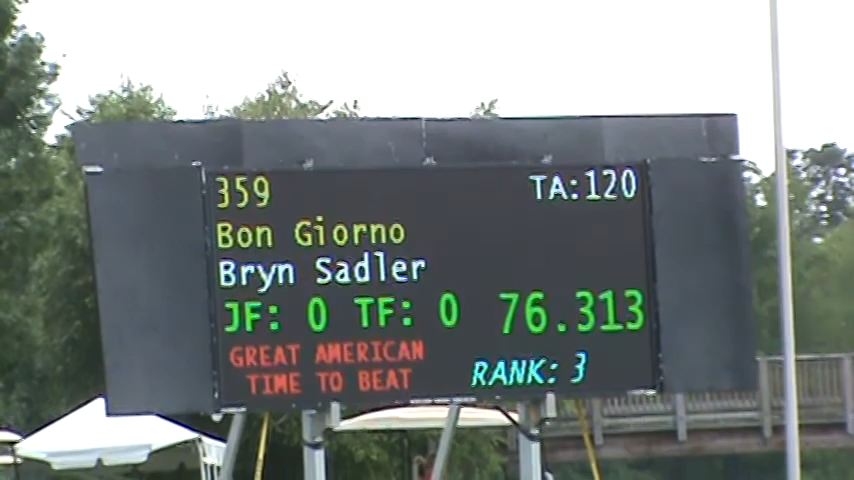 359 TA:120
Bon Giorno
Bryn Sadler
JF: 0 TF: 0 76.313
GREAT AMERICAN
TIME TO BEAT
RANK: 3